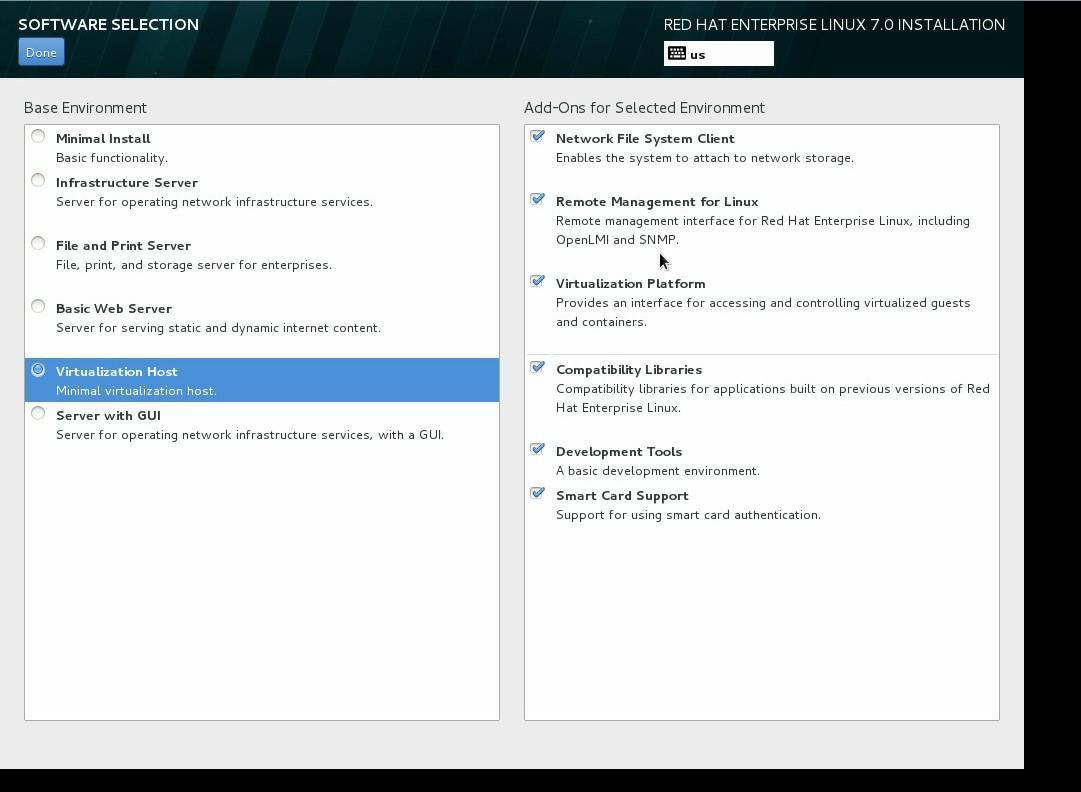 SOFTWARE SELECTION
RED HAT ENTERPRISE LINUX 7.0 INSTALLATION
Done
us
Base Environment
Minimal Install
Basic functionality.
Infrastructure Server
Server for operating network infrastructure services.
File and Print Server
File, print, and storage server for enterprises.
Basic Web Server
Server for serving static and dynamic internet content.
Virtualization Host
Minimal virtualization host.
Server with GUI
Server for operating network infrastructure services, with a GUI.
Add-Ons for Selected Environment
Network File System Client
Enables the system to attach to network storage.
Remote Management for Linux
Remote management interface for Red Hat Enterprise Linux, including
OpenLMI and SNMP.
Virtualization Platform
Provides an interface for accessing and controlling virtualized guests
and containers.
Compatibility Libraries
Compatibility libraries for applications built on previous versions of Red
Hat Enterprise Linux.
Development Tools
A basic development environment.
Smart Card Support
Support for using smart card authentication.